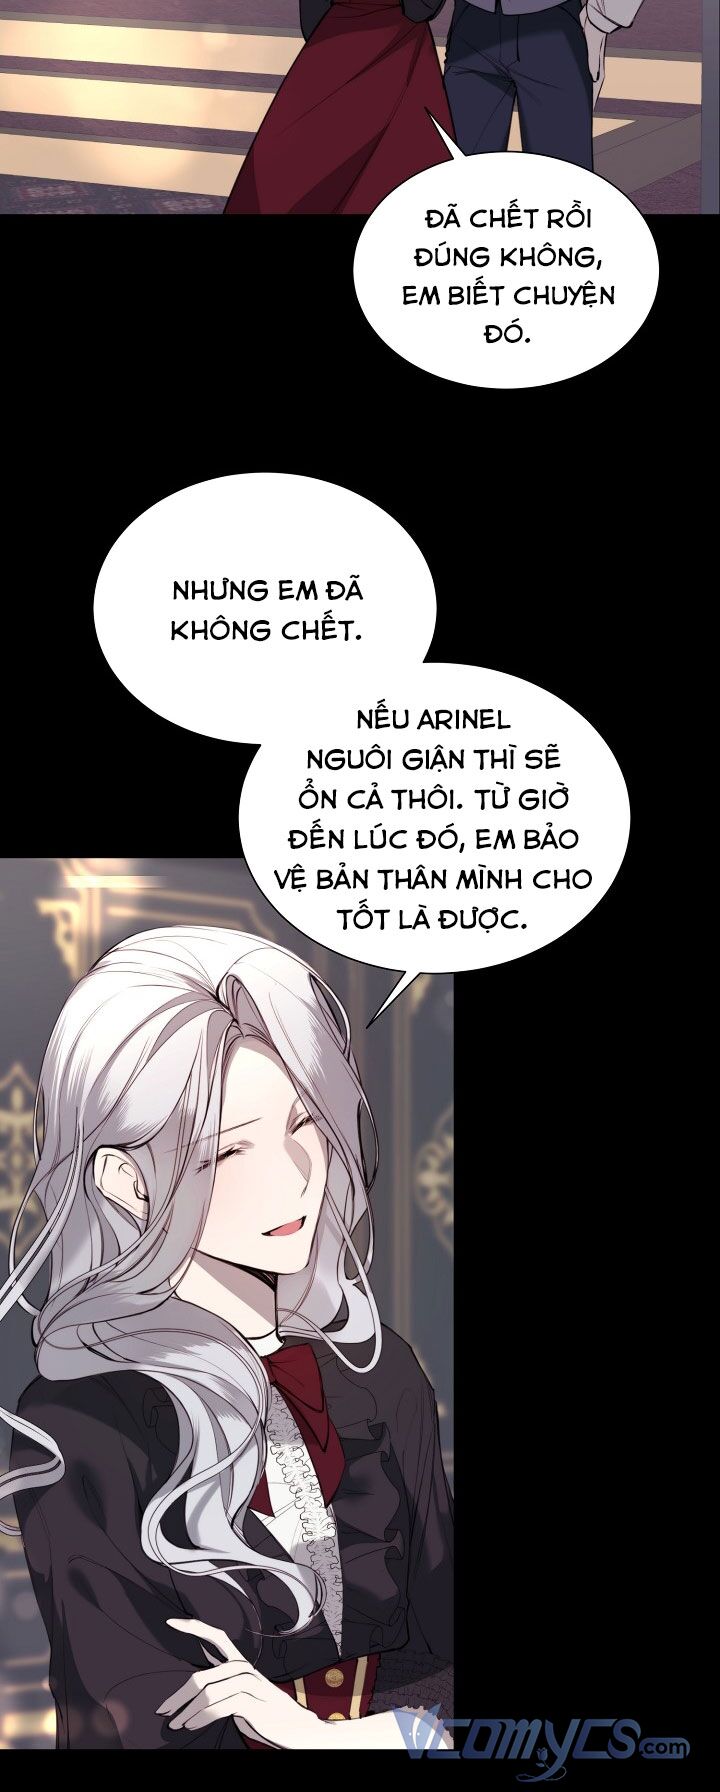 ĐÃ CHẾT RỒI
ĐÚNG KHÔNG,
EM BIẾT CHUYỆN
ĐÓ.
NHƯNG EM ĐÃ
KHÔNG CHẾT.
NẾU ARINEL
NGUÔI GIẬN THÌ SẼ
ỔN CẢ THÔI. TỪ GIỜ
ĐẾN LÚC ĐÓ, EM BẢO
VỆ BẢN THÂN MÌNH CHO
TỐT LÀ ĐƯỢC.
VCOMYCS.com